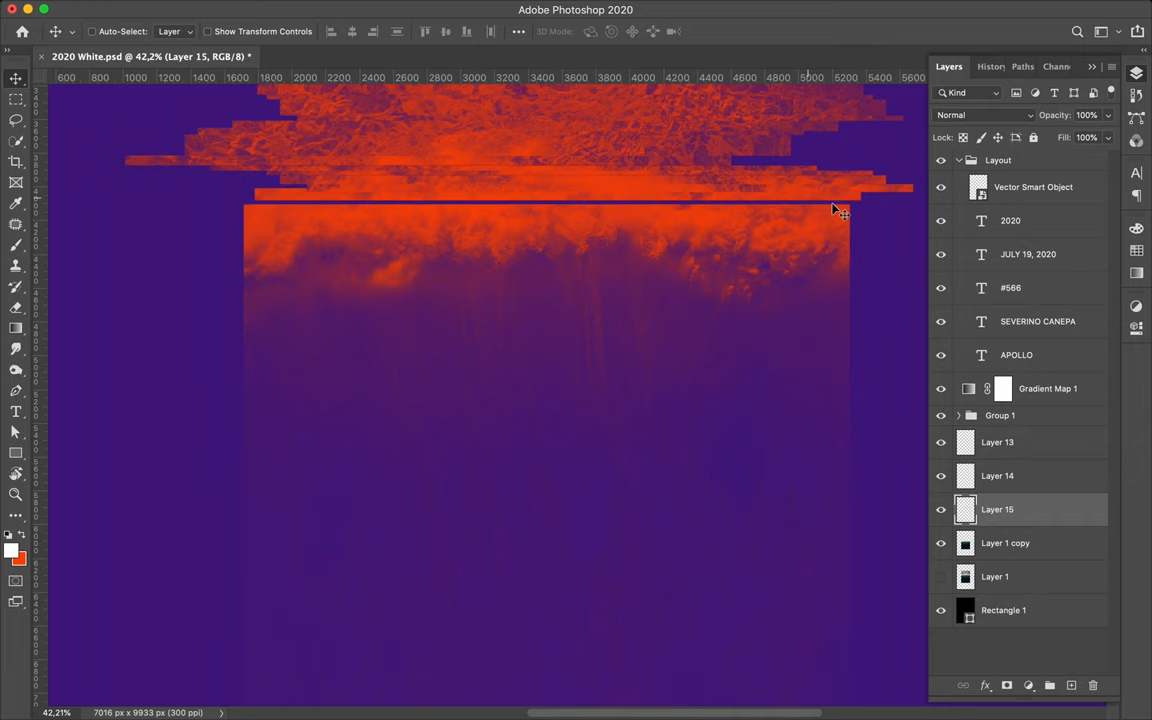 Adobe Photoshop 2020
Auto-Select: Layer Show Transform Controls 3D Mode:
2020 White.psd @ 42,2% (Layer 15, RGB/8) *
600 800 1000 1200 1400 1600 1800 2000 2200 2400 2600 2800 3000 3200 3400 3600 3800 4000 4200 4400 4600 4800 5000 5200 5400 5600
Layers History Paths Chann
Kind
Normal Opacity: 100%
Lock: Fill: 100%
Layout
Vector Smart Object
T 2020
T JULY 19, 2020
T #566
T SEVERINO CANEPA
T APOLLO
Gradient Map 1
Group 1
Layer 13
Layer 14
Layer 15
Layer 1 copy
Layer 1
Rectangle 1
fx
42,21% 7016 px x 9933 px (300 ppi)